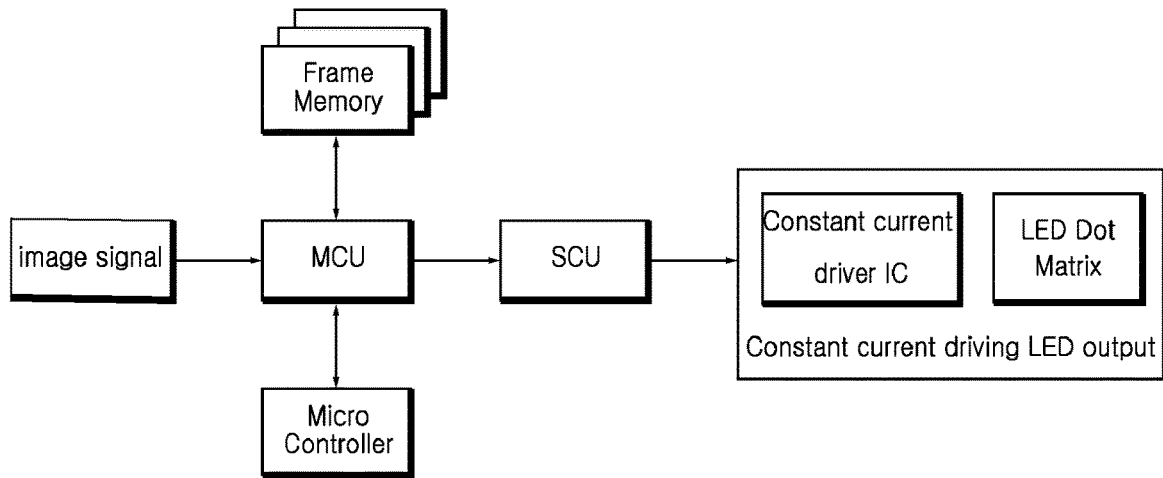 Frame
Memory
image signal
MCU
SCU
Constant current
driver IC
LED Dot
Matrix
Constant current driving LED output
Micro
Controller